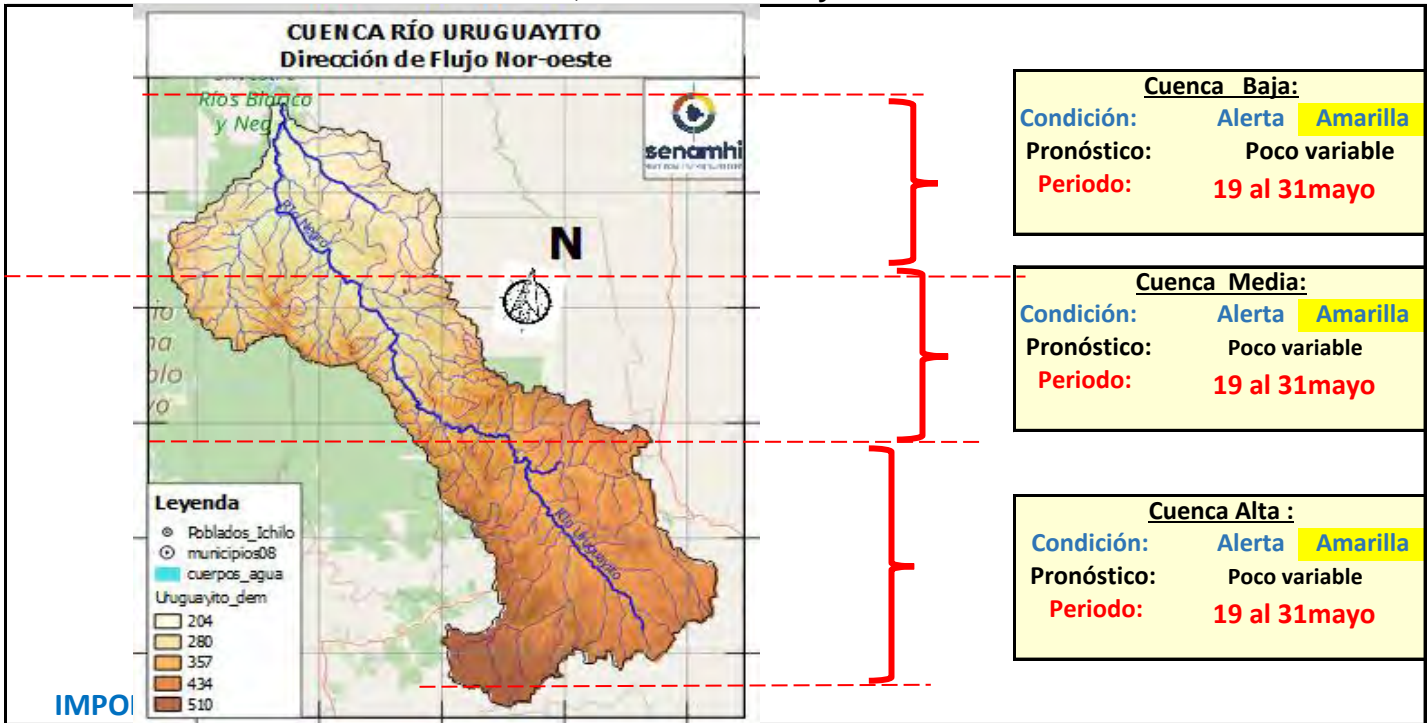 CUENCA RÍO URUGUAYITO
Dirección de Flujo Nor-oeste
Ríos Blanco
y Neg
senamhi
Río Negro
N
Río Uruguayito
Leyenda
Poblados_Ichilo
municipios08
cuerpos_agua
Uruguayito_dem
204
280
357
434
510
IMPO
Cuenca Baja:
Condición: Alerta Amarilla
Pronóstico: Poco variable
Periodo: 19 al 31mayo
Cuenca Media:
Condición: Alerta Amarilla
Pronóstico: Poco variable
Periodo: 19 al 31mayo
Cuenca Alta :
Condición: Alerta Amarilla
Pronóstico: Poco variable
Periodo: 19 al 31mayo